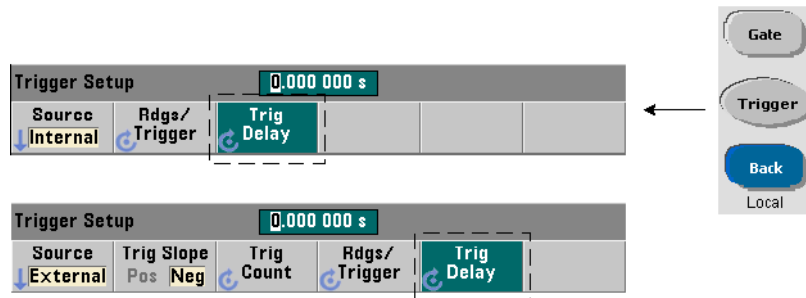 Gate
Trigger Setup 0.000 000 s
Source Rdgs/ Trig
Internal Trigger Delay
Trigger
Back
Local
Trigger Setup 0.000 000 s
Source Trig Slope Trig Rdgs/ Trig
External Pos Neg Count Trigger Delay